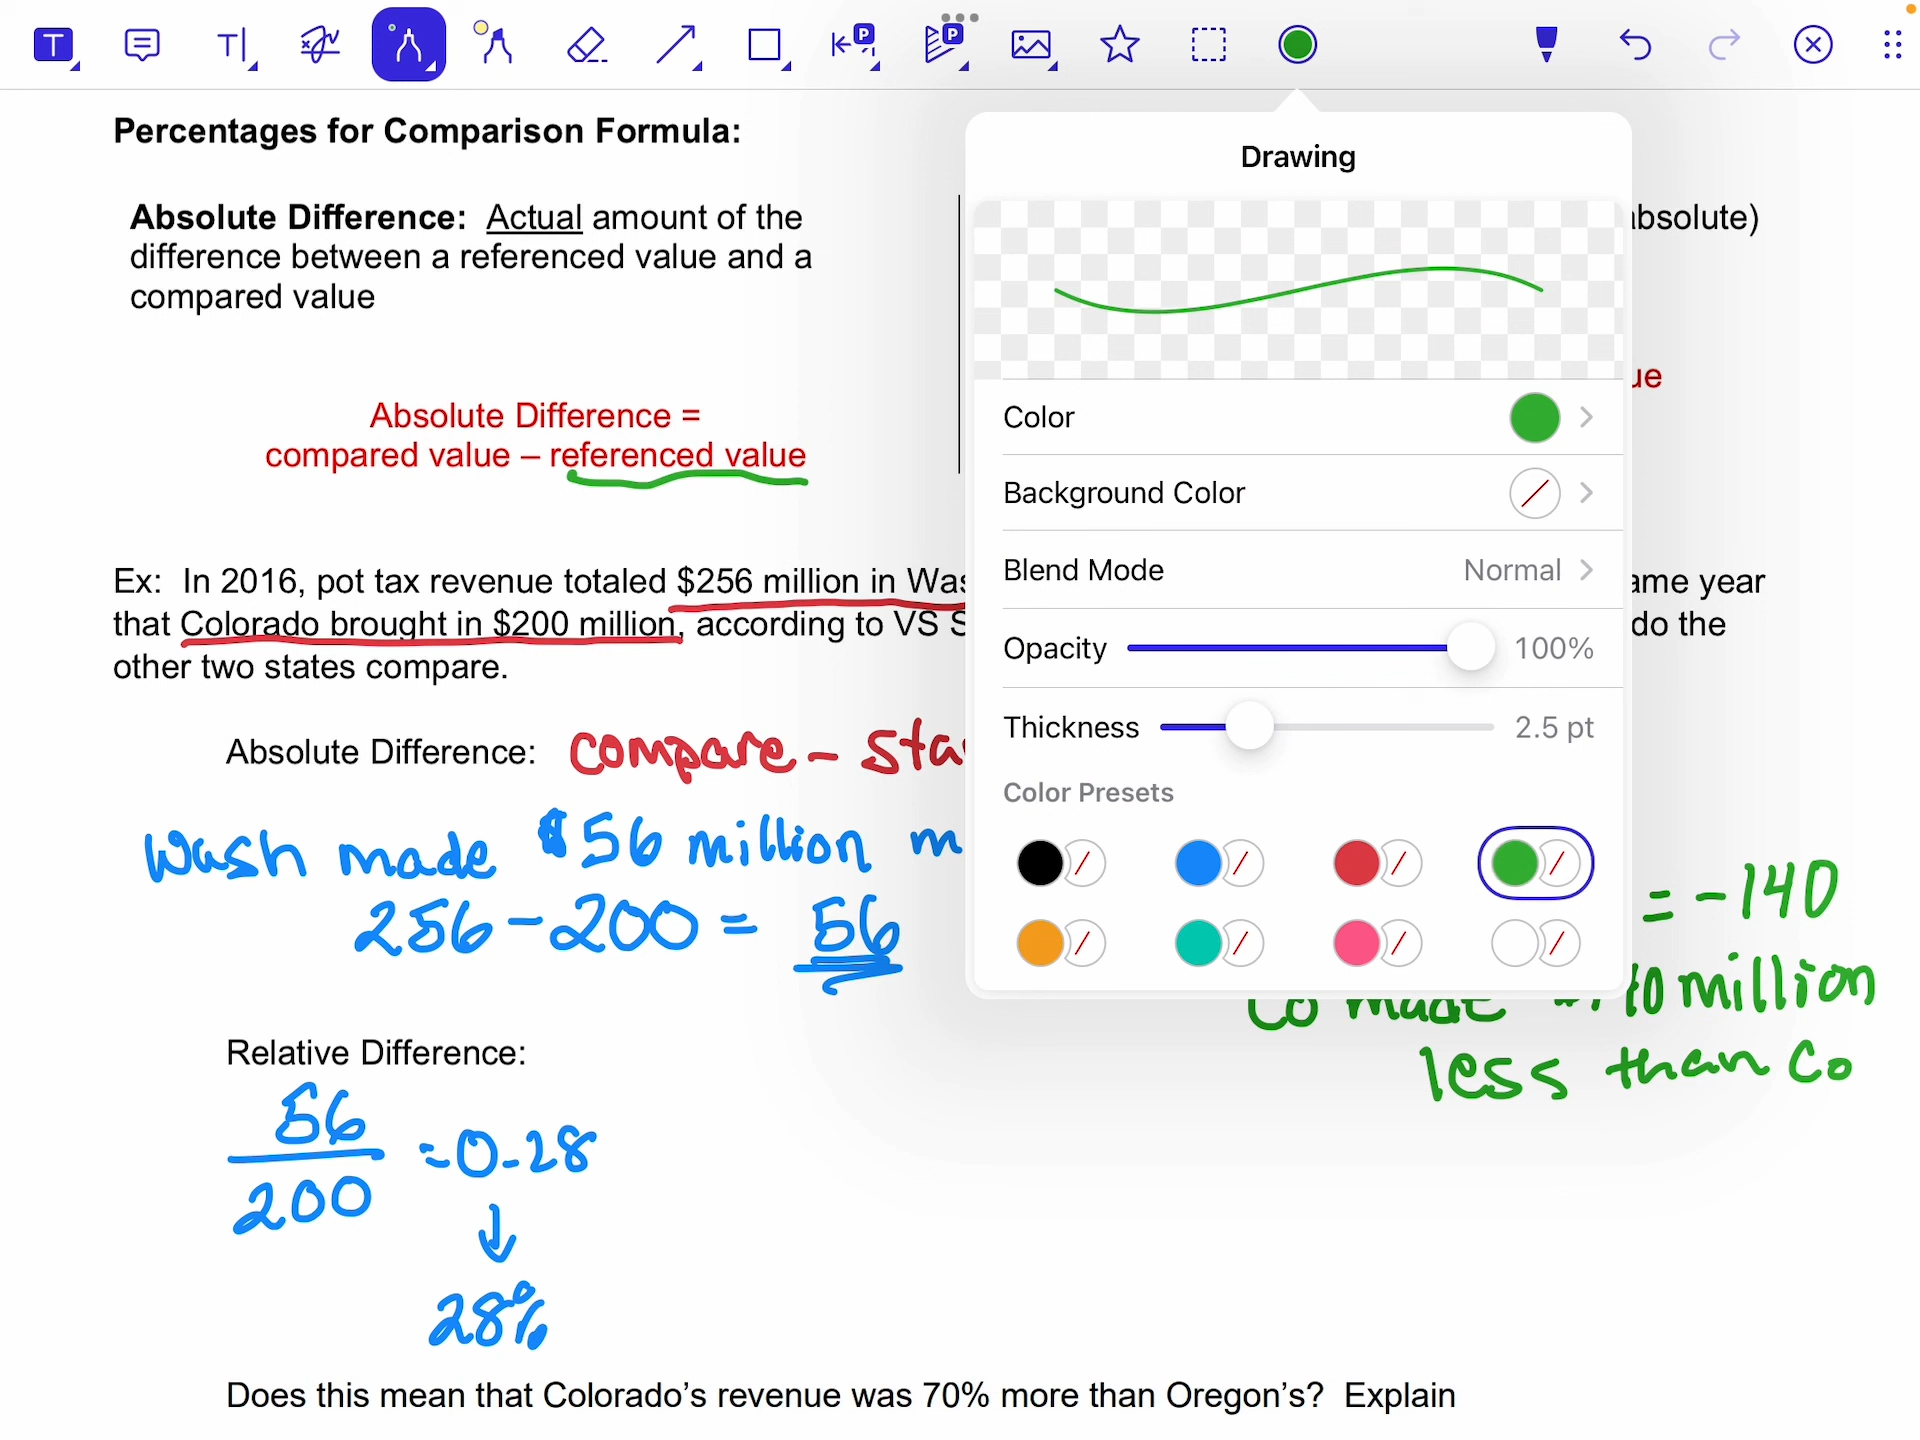 Percentages for Comparison Formula:
Absolute Difference: Actual amount of the
difference between a referenced value and a
compared value
absolute)
Absolute Difference =
compared value – referenced value
ue
Ex: In 2016, pot tax revenue totaled $256 million in Was
ame year
that Colorado brought in $200 million, according to VS S
do the
other two states compare.
Absolute Difference: compare - sta
Wash made $56 million m
256 - 200 = 56
= -140
Co made
million
less than Co
Relative Difference:
56
200
=0.28
28%
Does this mean that Colorado’s revenue was 70% more than Oregon’s? Explain
Drawing
Color
Background Color
Blend Mode Normal
Opacity 100%
Thickness 2.5 pt
Color Presets
T
T
P
P